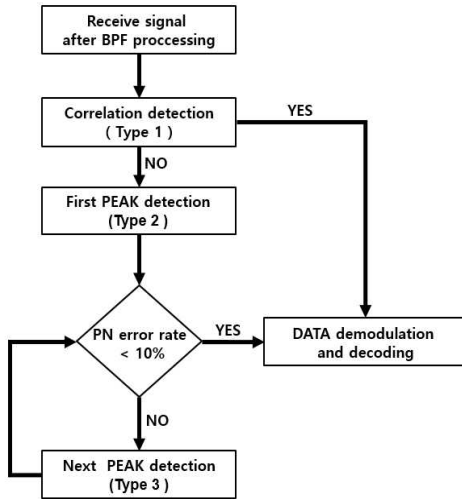 Receive signal
after BPF proccessing
Correlation detection
( Type 1 )
YES
NO
First PEAK detection
(Type 2 )
PN error rate
< 10%
YES
DATA demodulation
and decoding
NO
Next PEAK detection
(Type 3 )